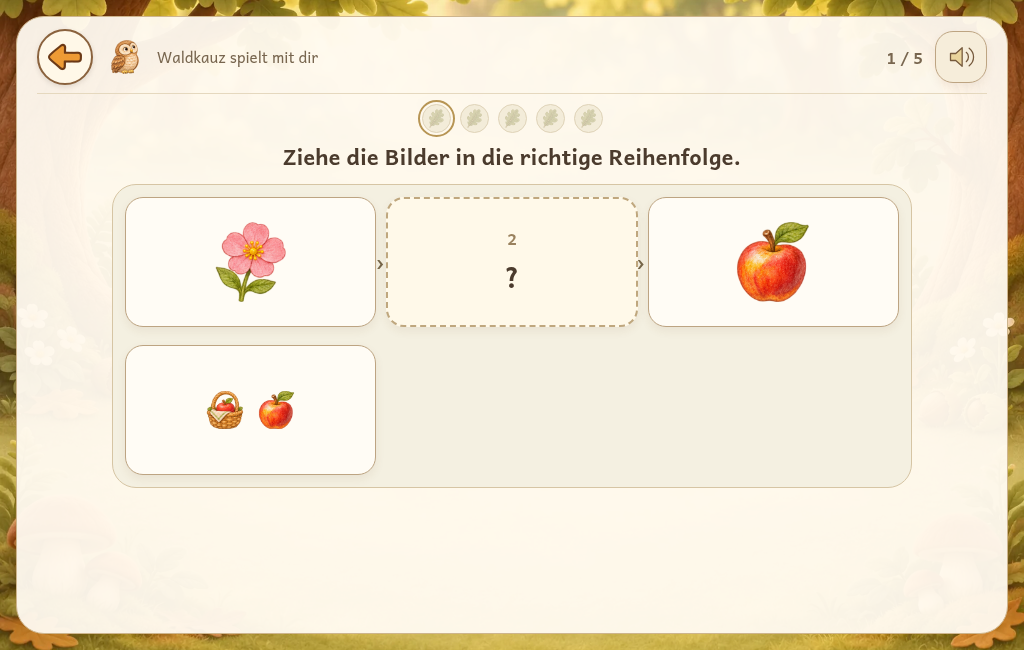 Waldkauz spielt mit dir
1 / 5
Ziehe die Bilder in die richtige Reihenfolge.
2
› ›
?